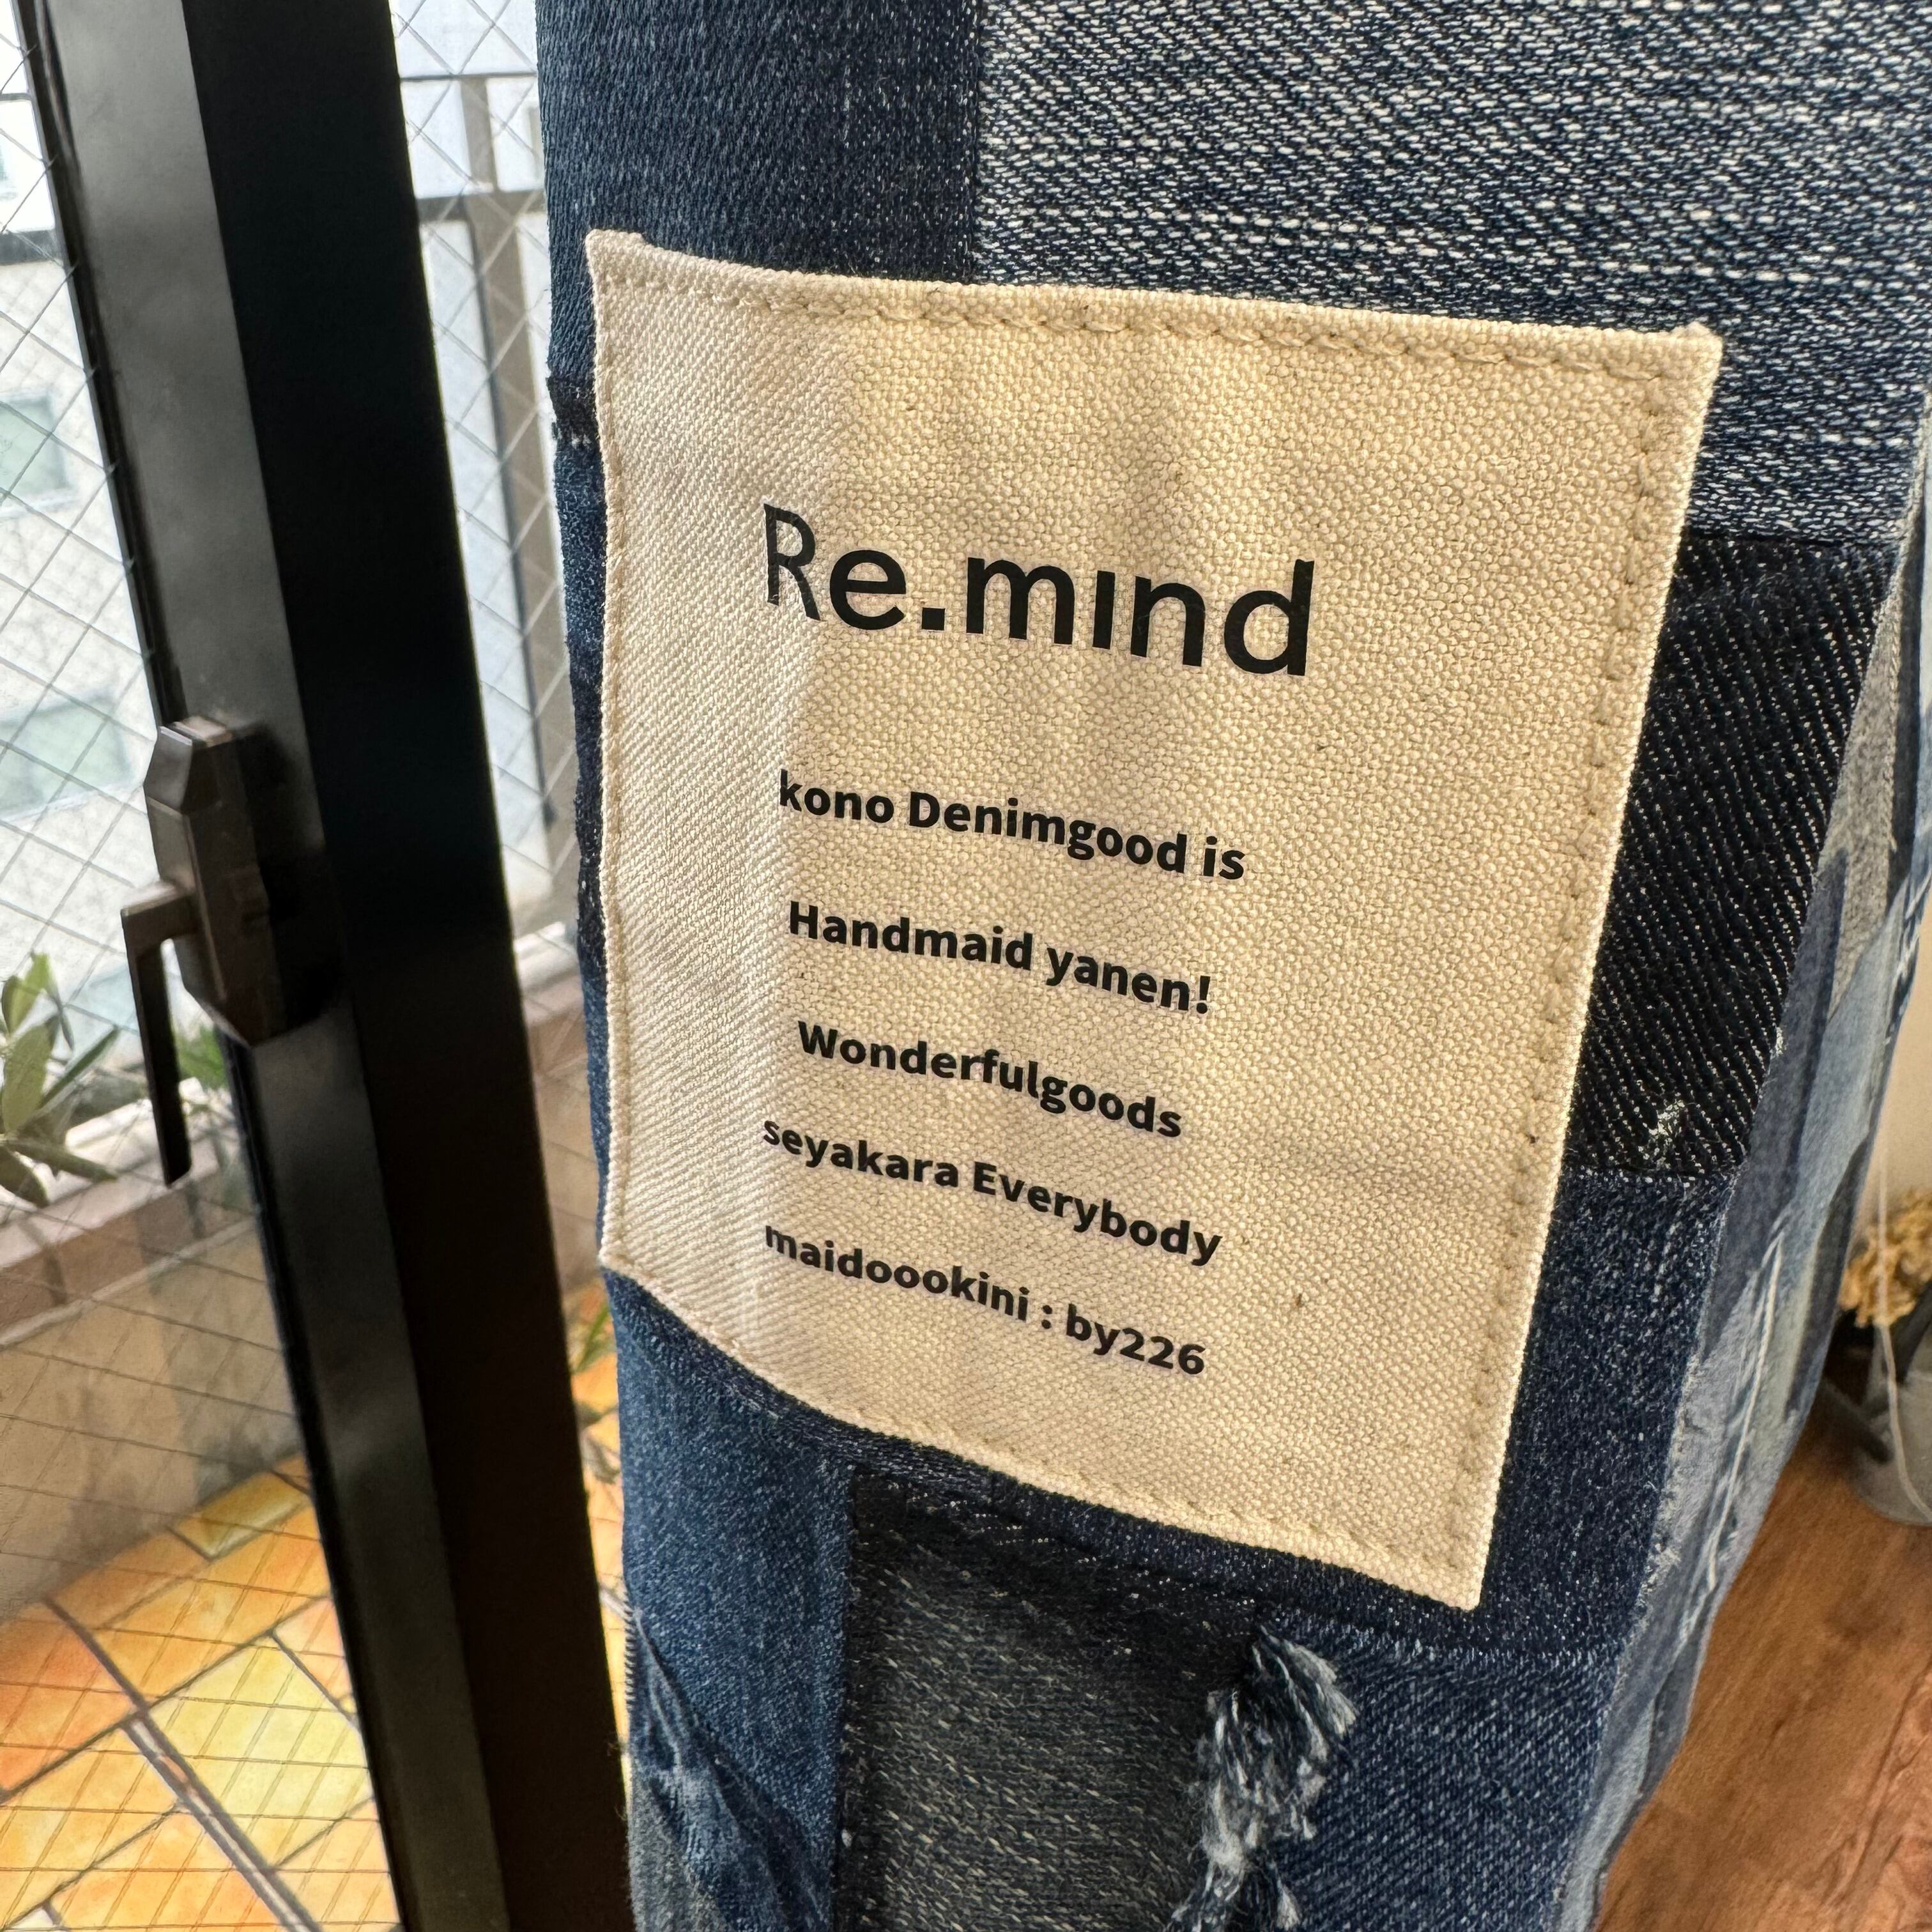 Re.mind
kono Denimgood is
Handmaid yanen!
Wonderfulgoods
seyakara Everybody
maidoookini : by226